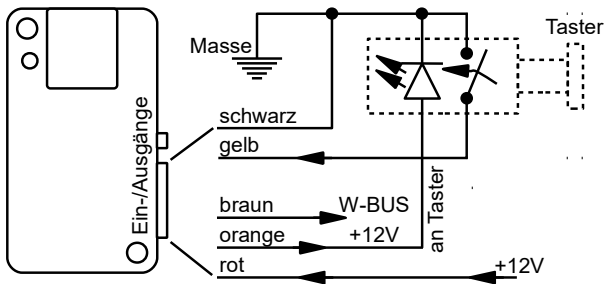 Taster
Masse
Ein-/Ausgänge
schwarz
gelb
braun W-BUS
orange +12V
an Taster
rot +12V